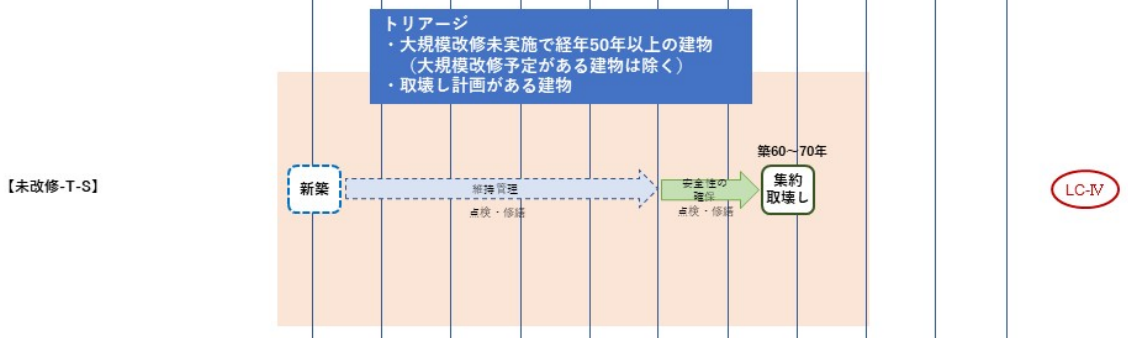 トリアージ
・大規模改修未実施で経年50年以上の建物
（大規模改修予定がある建物は除く）
・取壊し計画がある建物
築60～70年
【未改修-T-S】
新築
維持管理
点検・修繕
安全性の
確保
点検・修繕
集約
取壊し
LC-Ⅳ